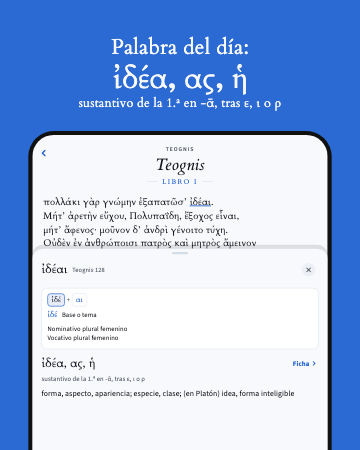 Palabra del día:
ἰδέα, ας, ἡ
sustantivo de la 1.ª en -ᾱ, tras ε, ι ο ρ
TEOGNIS
Teognis
LIBRO I
πολλάκι γὰρ γνώμην ἐξαπατῶσ’ ἰδέαι.
Μήτ’ ἀρετὴν εὔχου, Πολυπαΐδη, ἔξοχος εἶναι,
μήτ’ ἄφενος· μοῦνον δ’ ἀνδρὶ γένοιτο τύχη.
Οὐδὲν ἐν ἀνθρώποισι πατρὸς καὶ μητρὸς ἄμεινον
ἰδέαι Teognis 128
ἰδέ + αι
ἰδέ Base o tema
Nominativo plural femenino
Vocativo plural femenino
ἰδέα, ας, ἡ Ficha
sustantivo de la 1.ª en -ᾱ, tras ε, ι ο ρ
forma, aspecto, apariencia; especie, clase; (en Platón) idea, forma inteligible